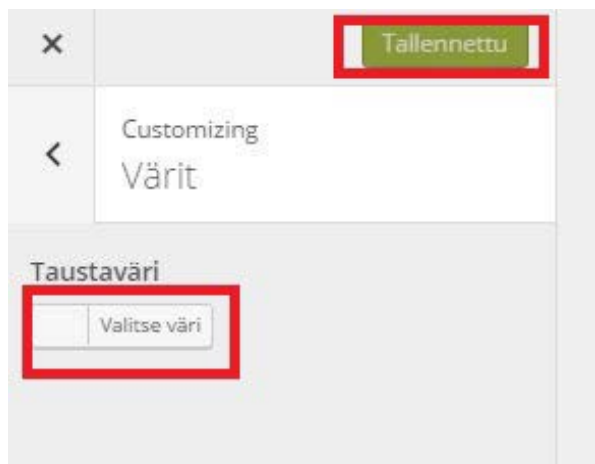 Tallennettu
Customizing
Värit
Taustaväri
Valitse väri